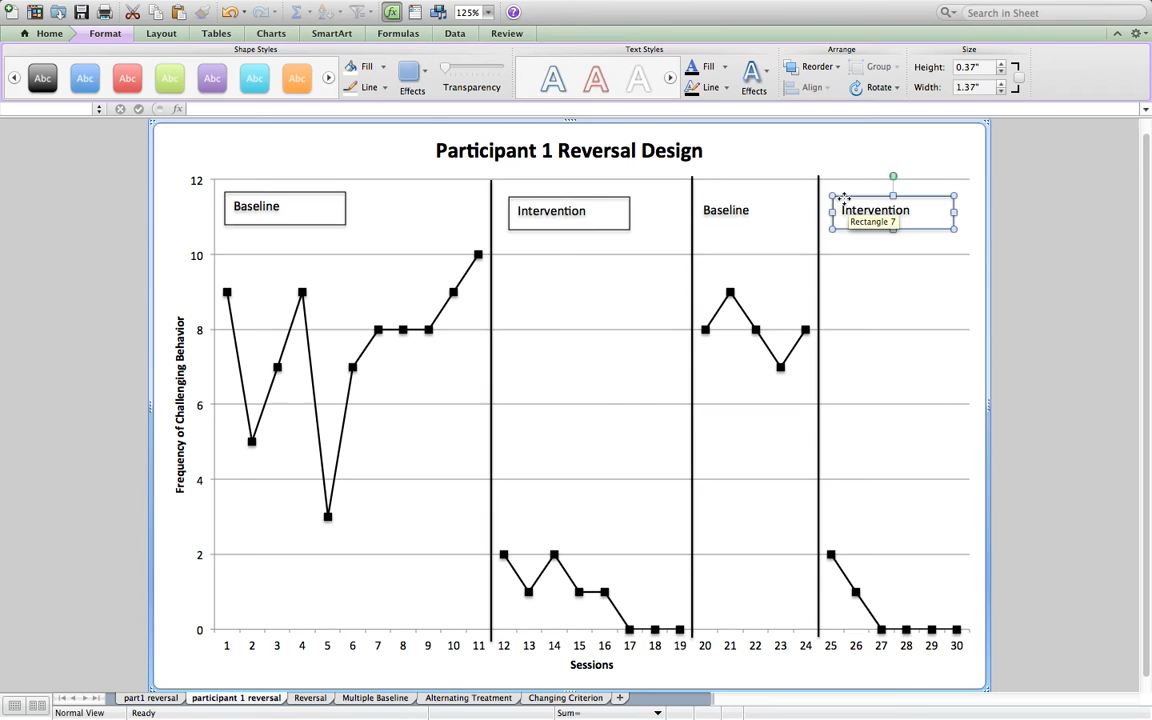 125%
Search in Sheet
Home Format Layout Tables Charts SmartArt Formulas Data Review
Shape Styles Text Styles Arrange Size
Abc Abc Abc Abc Abc Abc Abc Fill Line Effects Transparency Fill Line Effects Reorder Group Align Rotate Height: 0.37" Width: 1.37"
fx
Participant 1 Reversal Design
Baseline
Intervention
Baseline
Intervention
Rectangle 7
12
10
8
6
4
2
0
Frequency of Challenging Behavior
1 2 3 4 5 6 7 8 9 10 11 12 13 14 15 16 17 18 19 20 21 22 23 24 25 26 27 28 29 30
Sessions
part1 reversal participant 1 reversal Reversal Multiple Baseline Alternating Treatment Changing Criterion
Normal View Ready Sum=